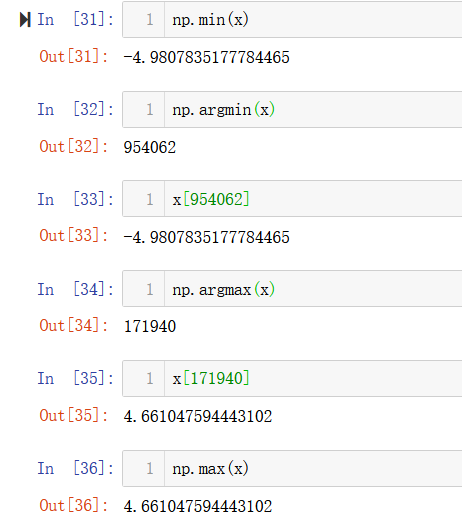 In [31]: 1 np.min(x)
Out[31]: -4.9807835177784465
In [32]: 1 np.argmin(x)
Out[32]: 954062
In [33]: 1 x[954062]
Out[33]: -4.9807835177784465
In [34]: 1 np.argmax(x)
Out[34]: 171940
In [35]: 1 x[171940]
Out[35]: 4.661047594443102
In [36]: 1 np.max(x)
Out[36]: 4.661047594443102